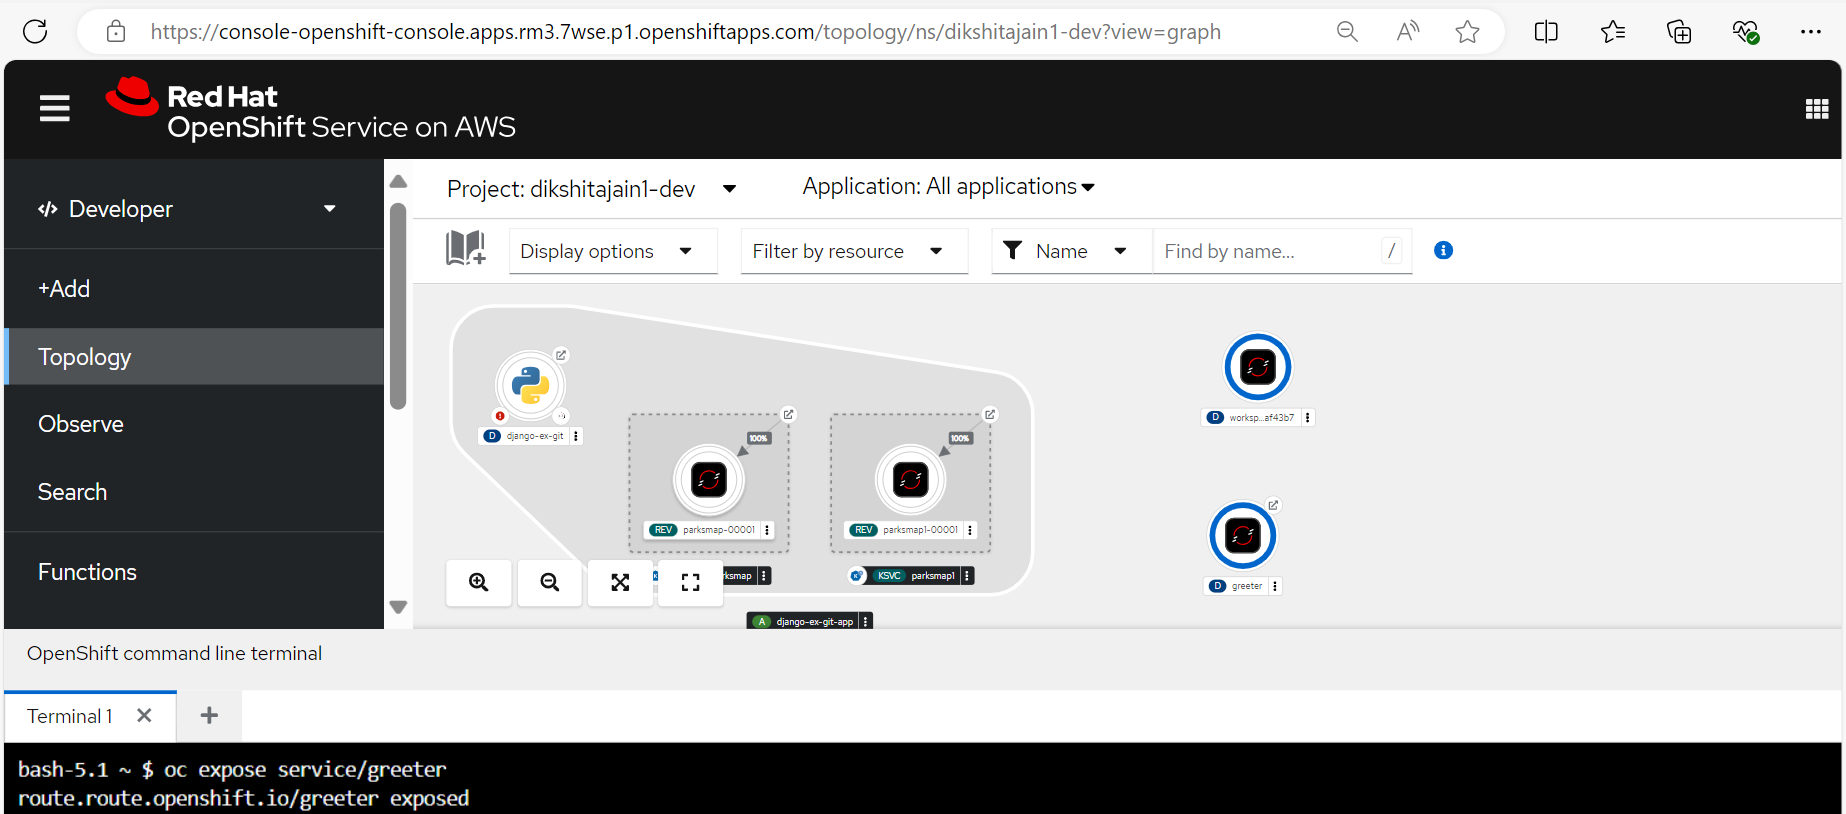 https://console-openshift-console.apps.rm3.7wse.p1.openshiftapps.com/topology/ns/dikshitajain1-dev?view=graph
Red Hat
OpenShift Service on AWS
Developer
+Add
Topology
Observe
Search
Functions
Project: dikshitajain1-dev
Application: All applications
Display options
Filter by resource
Name
Find by name...
/
D django-ex-git
100%
REV parksmap-00001
100%
REV parksmap1-00001
KSVC parksmap1
A django-ex-git-app
D worksp...af43b7
D greeter
OpenShift command line terminal
Terminal 1
bash-5.1 ~ $ oc expose service/greeter
route.route.openshift.io/greeter exposed